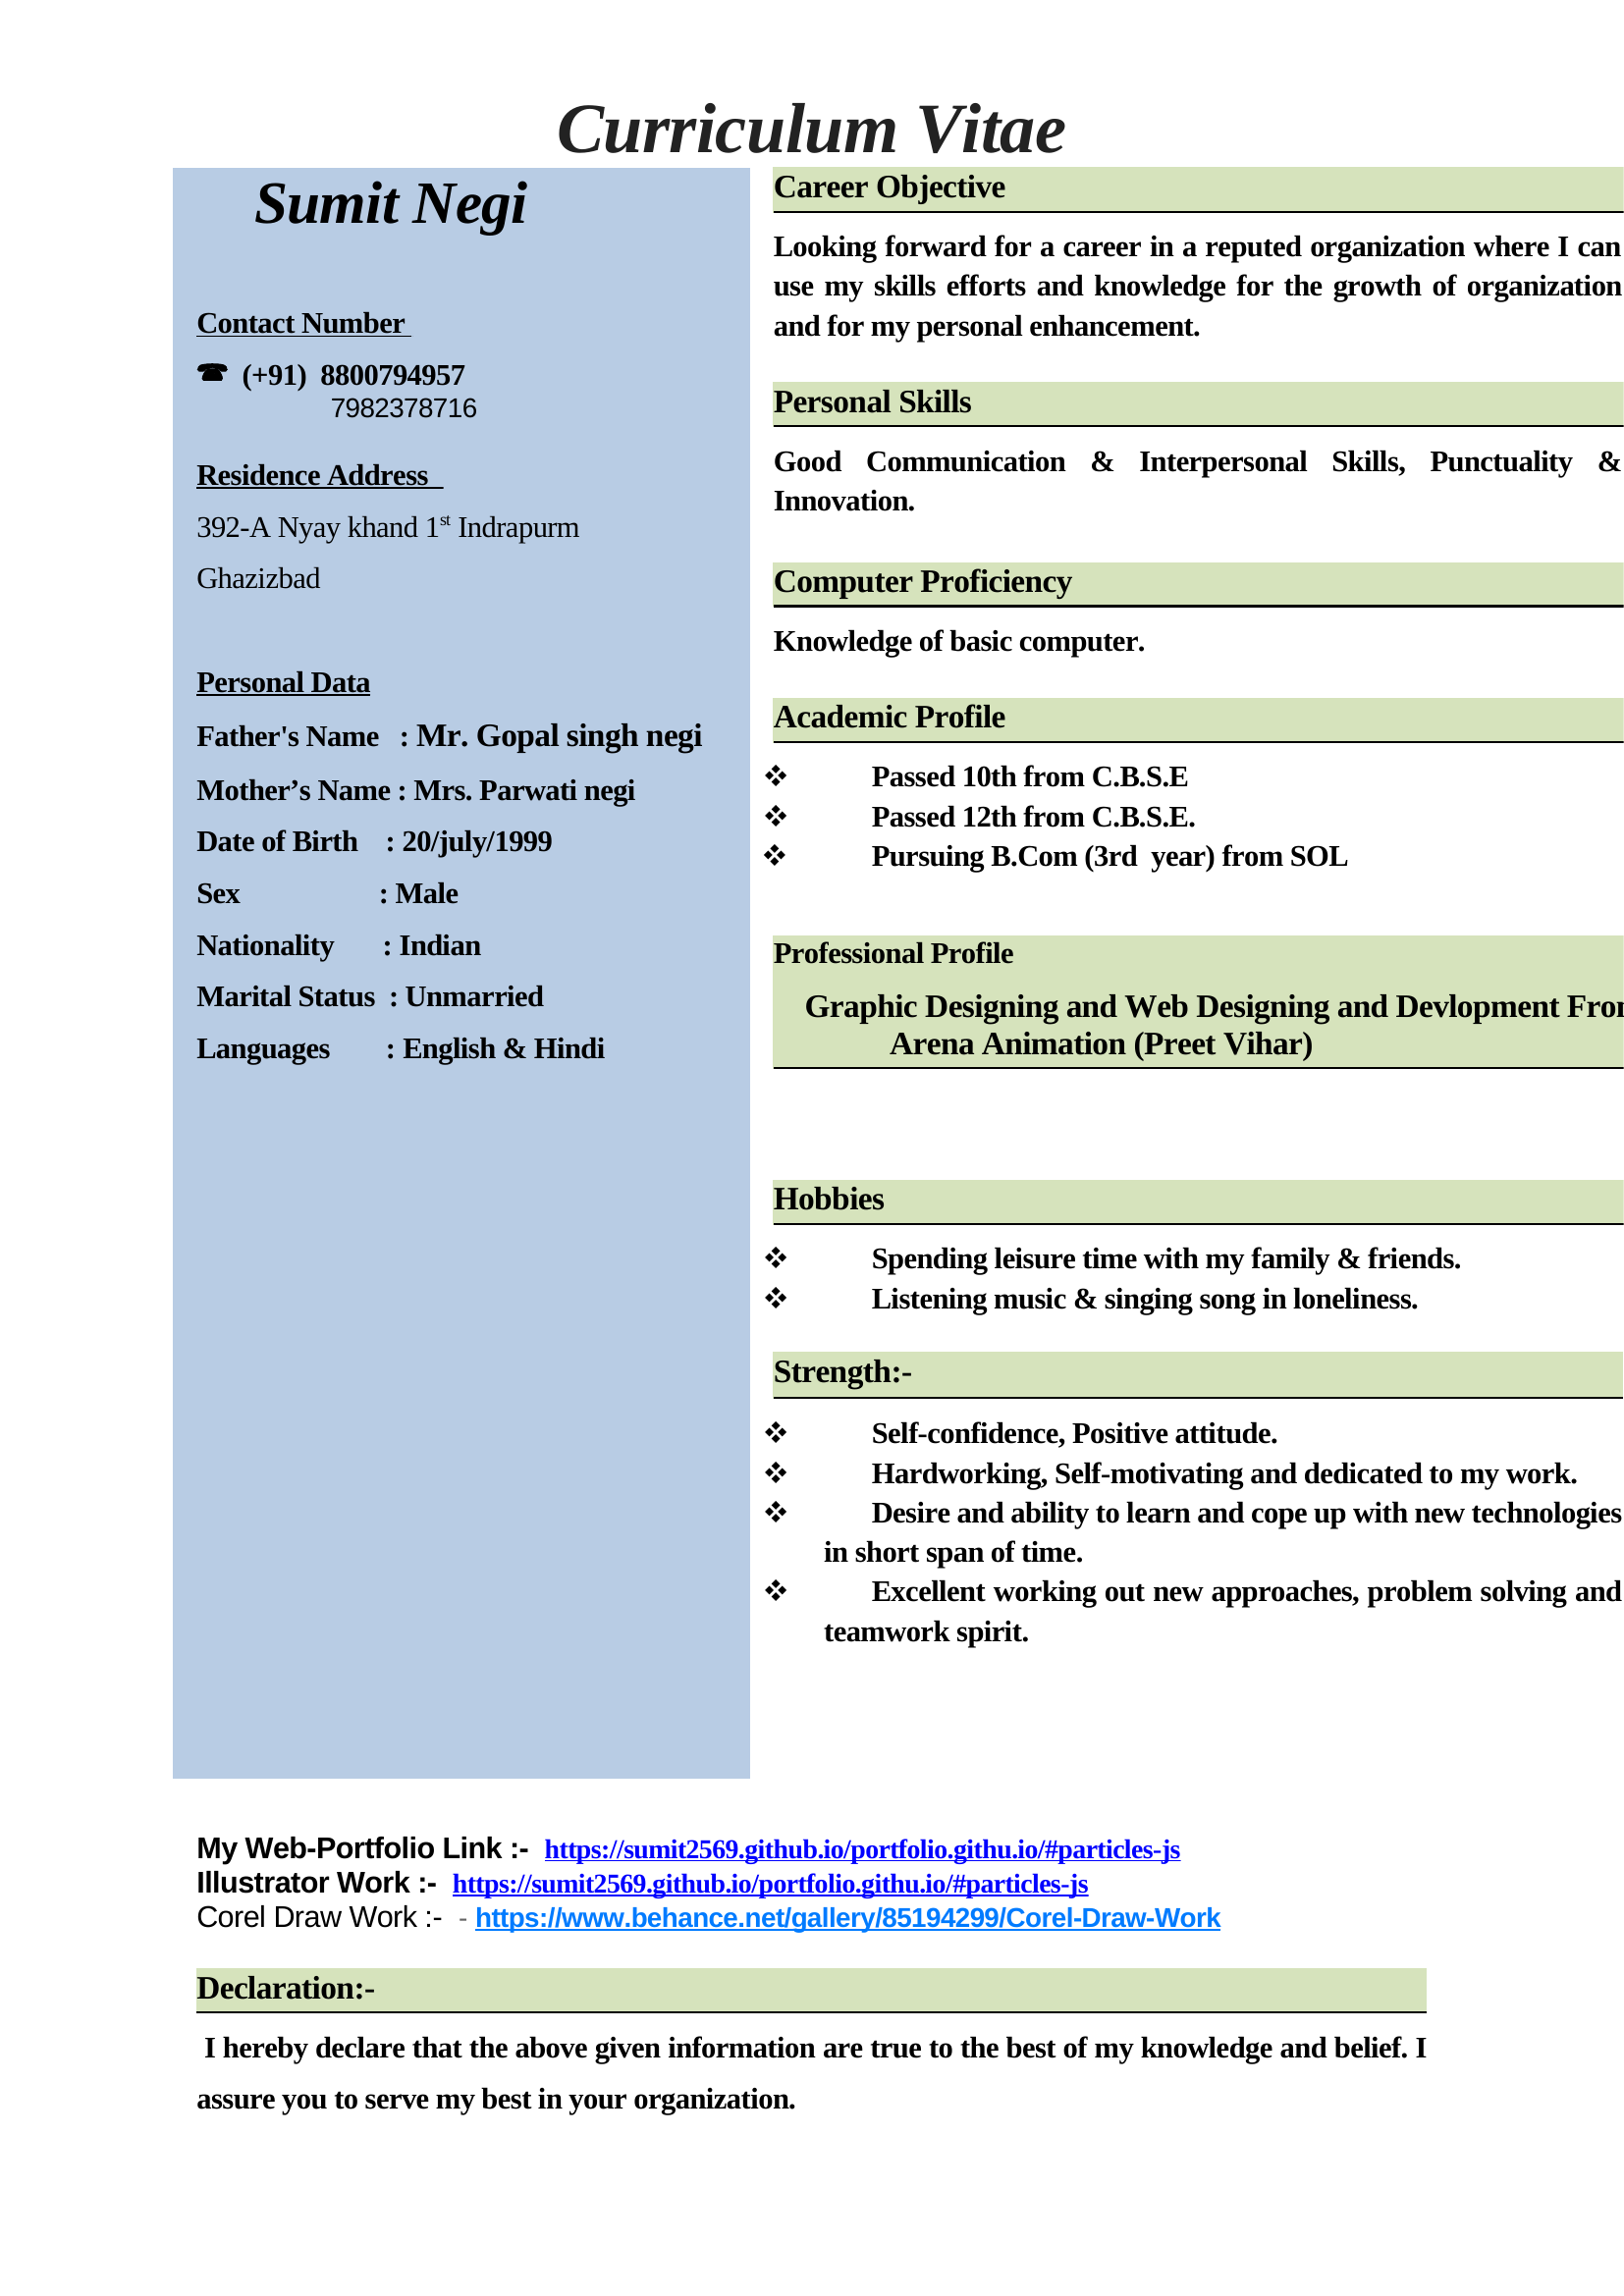 Curriculum Vitae
Sumit Negi
Contact Number
☎ (+91) 8800794957
7982378716
Residence Address
392-A Nyay khand 1st Indrapurm
Ghazizbad
Personal Data
Father's Name : Mr. Gopal singh negi
Mother’s Name : Mrs. Parwati negi
Date of Birth : 20/july/1999
Sex : Male
Nationality : Indian
Marital Status : Unmarried
Languages : English & Hindi
Career Objective
Looking forward for a career in a reputed organization where I can
use my skills efforts and knowledge for the growth of organization
and for my personal enhancement.
Personal Skills
Good Communication & Interpersonal Skills, Punctuality &
Innovation.
Computer Proficiency
Knowledge of basic computer.
Academic Profile
❖ Passed 10th from C.B.S.E
❖ Passed 12th from C.B.S.E.
❖ Pursuing B.Com (3rd year) from SOL
Professional Profile
Graphic Designing and Web Designing and Devlopment
Arena Animation (Preet Vihar)
Hobbies
❖ Spending leisure time with my family & friends.
❖ Listening music & singing song in loneliness.
Strength:-
❖ Self-confidence, Positive attitude.
❖ Hardworking, Self-motivating and dedicated to my work.
❖ Desire and ability to learn and cope up with new technologies
in short span of time.
❖ Excellent working out new approaches, problem solving and
teamwork spirit.
My Web-Portfolio Link :- https://sumit2569.github.io/portfolio.githu.io/#particles-js
Illustrator Work :- https://sumit2569.github.io/portfolio.githu.io/#particles-js
Corel Draw Work :- - https://www.behance.net/gallery/85194299/Corel-Draw-Work
Declaration:-
I hereby declare that the above given information are true to the best of my knowledge and belief. I
assure you to serve my best in your organization.